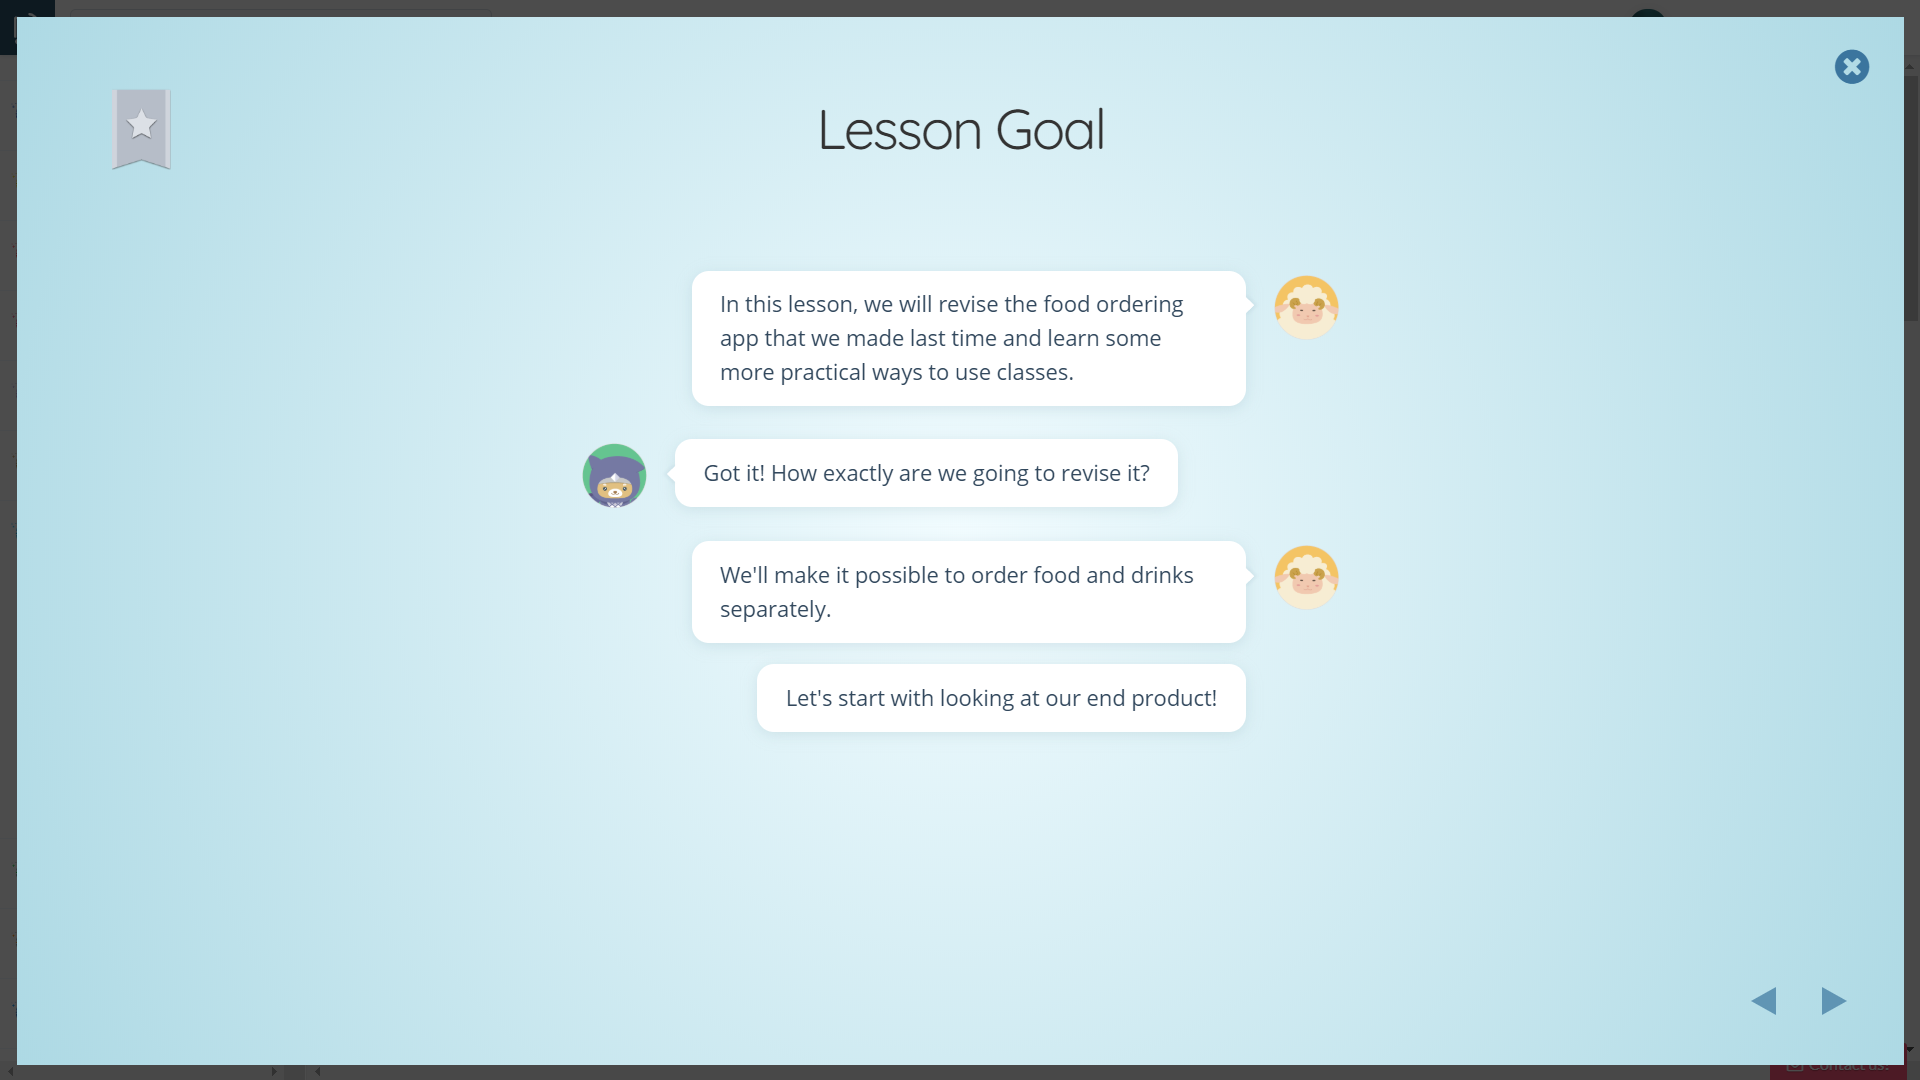 Lesson Goal
In this lesson, we will revise the food ordering
app that we made last time and learn some
more practical ways to use classes.
Got it! How exactly are we going to revise it?
We'll make it possible to order food and drinks
separately.
Let's start with looking at our end product!
Contact us!